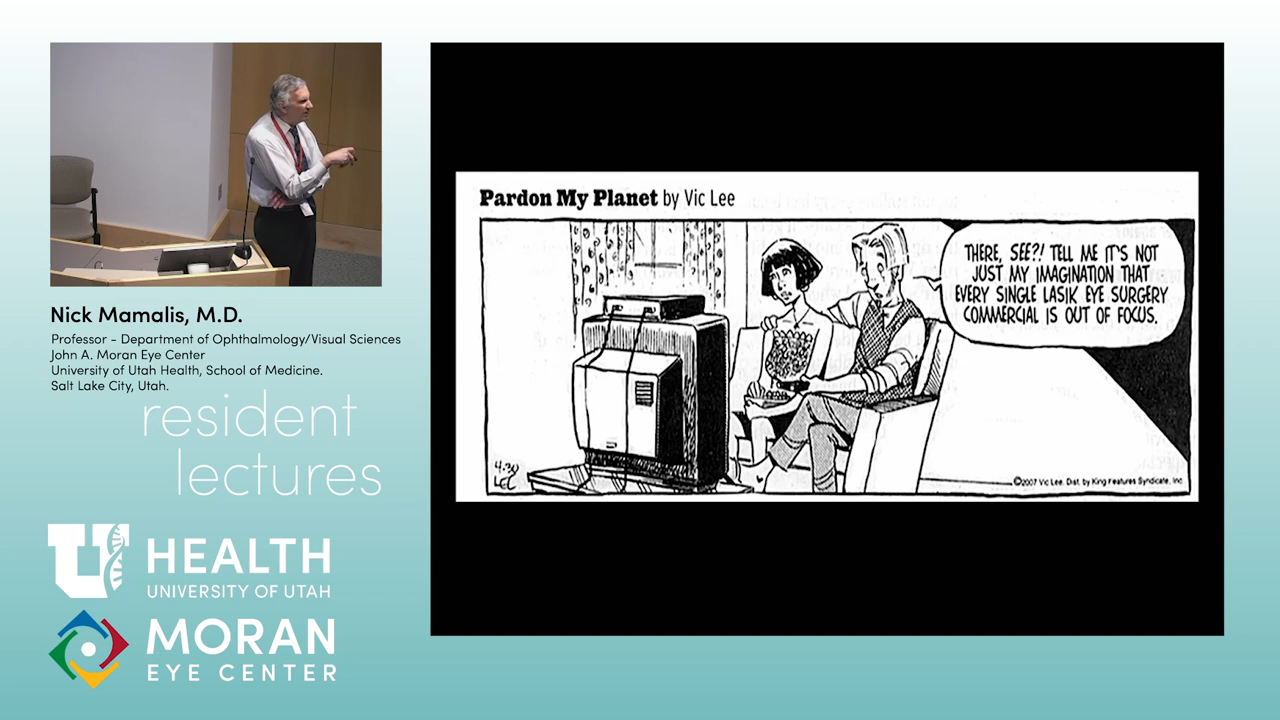 Nick Mamalis, M.D.
Professor - Department of Ophthalmology/Visual Sciences
John A. Moran Eye Center
University of Utah Health, School of Medicine.
Salt Lake City, Utah.
resident
lectures
U
HEALTH
UNIVERSITY OF UTAH
MORAN
EYE CENTER
Pardon My Planet by Vic Lee
THERE, SEE?! TELL ME IT'S NOT
JUST MY IMAGINATION THAT
EVERY SINGLE LASIK EYE SURGERY
COMMERCIAL IS OUT OF FOCUS.
4.30
LEE
©2007 Vic Lee. Dist. by King Features Syndicate, Inc.